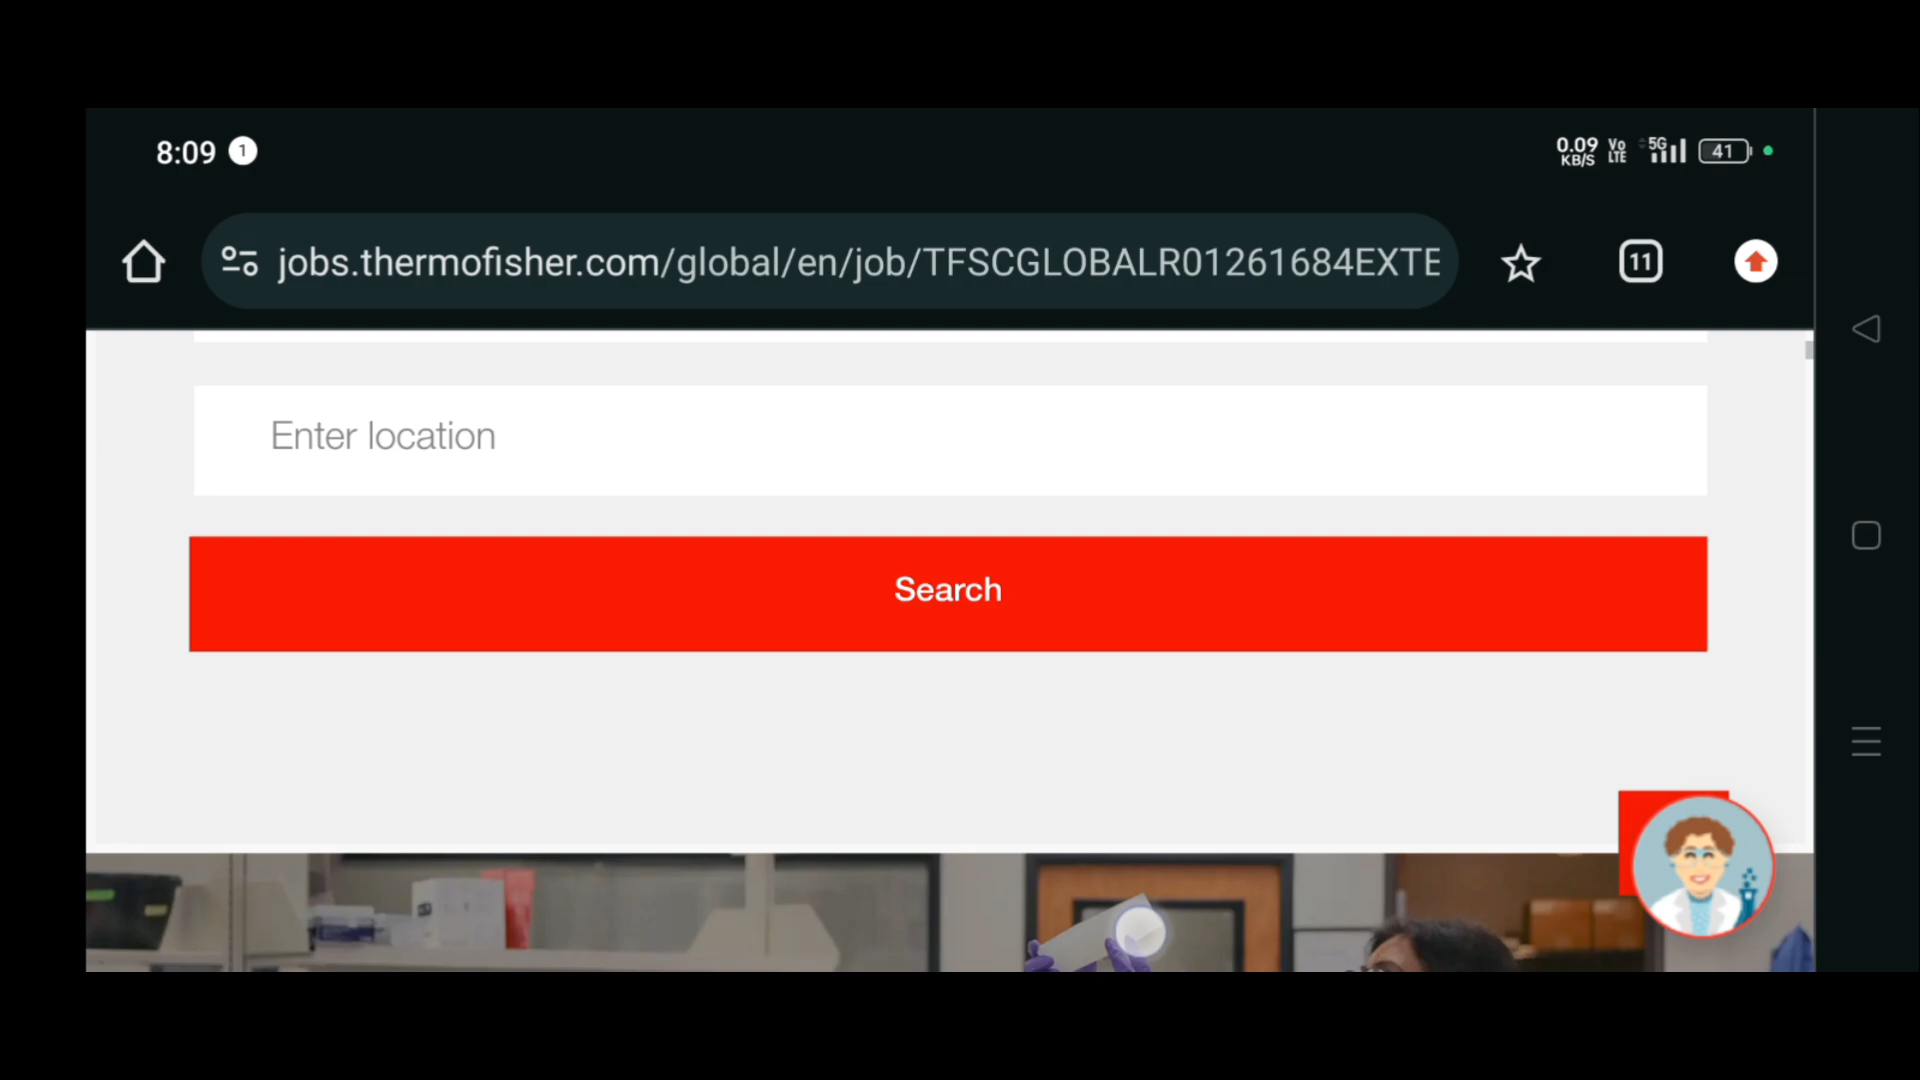 8:09 1
0.09 KB/S Vo LTE 5G 41
jobs.thermofisher.com/global/en/job/TFSCGLOBALR01261684EXTE
11
Enter location
Search